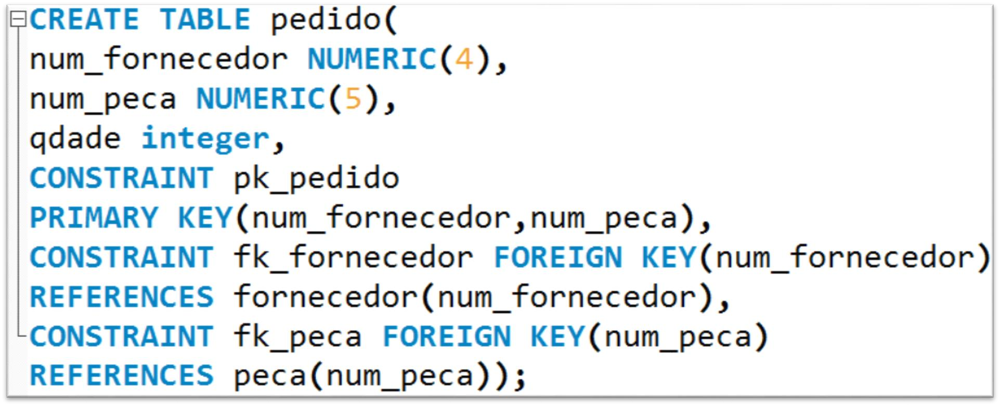 CREATE TABLE pedido(
num_fornecedor NUMERIC(4),
num_peca NUMERIC(5),
qdade integer,
CONSTRAINT pk_pedido
PRIMARY KEY(num_fornecedor,num_peca),
CONSTRAINT fk_fornecedor FOREIGN KEY(num_fornecedor)
REFERENCES fornecedor(num_fornecedor),
CONSTRAINT fk_peca FOREIGN KEY(num_peca)
REFERENCES peca(num_peca));